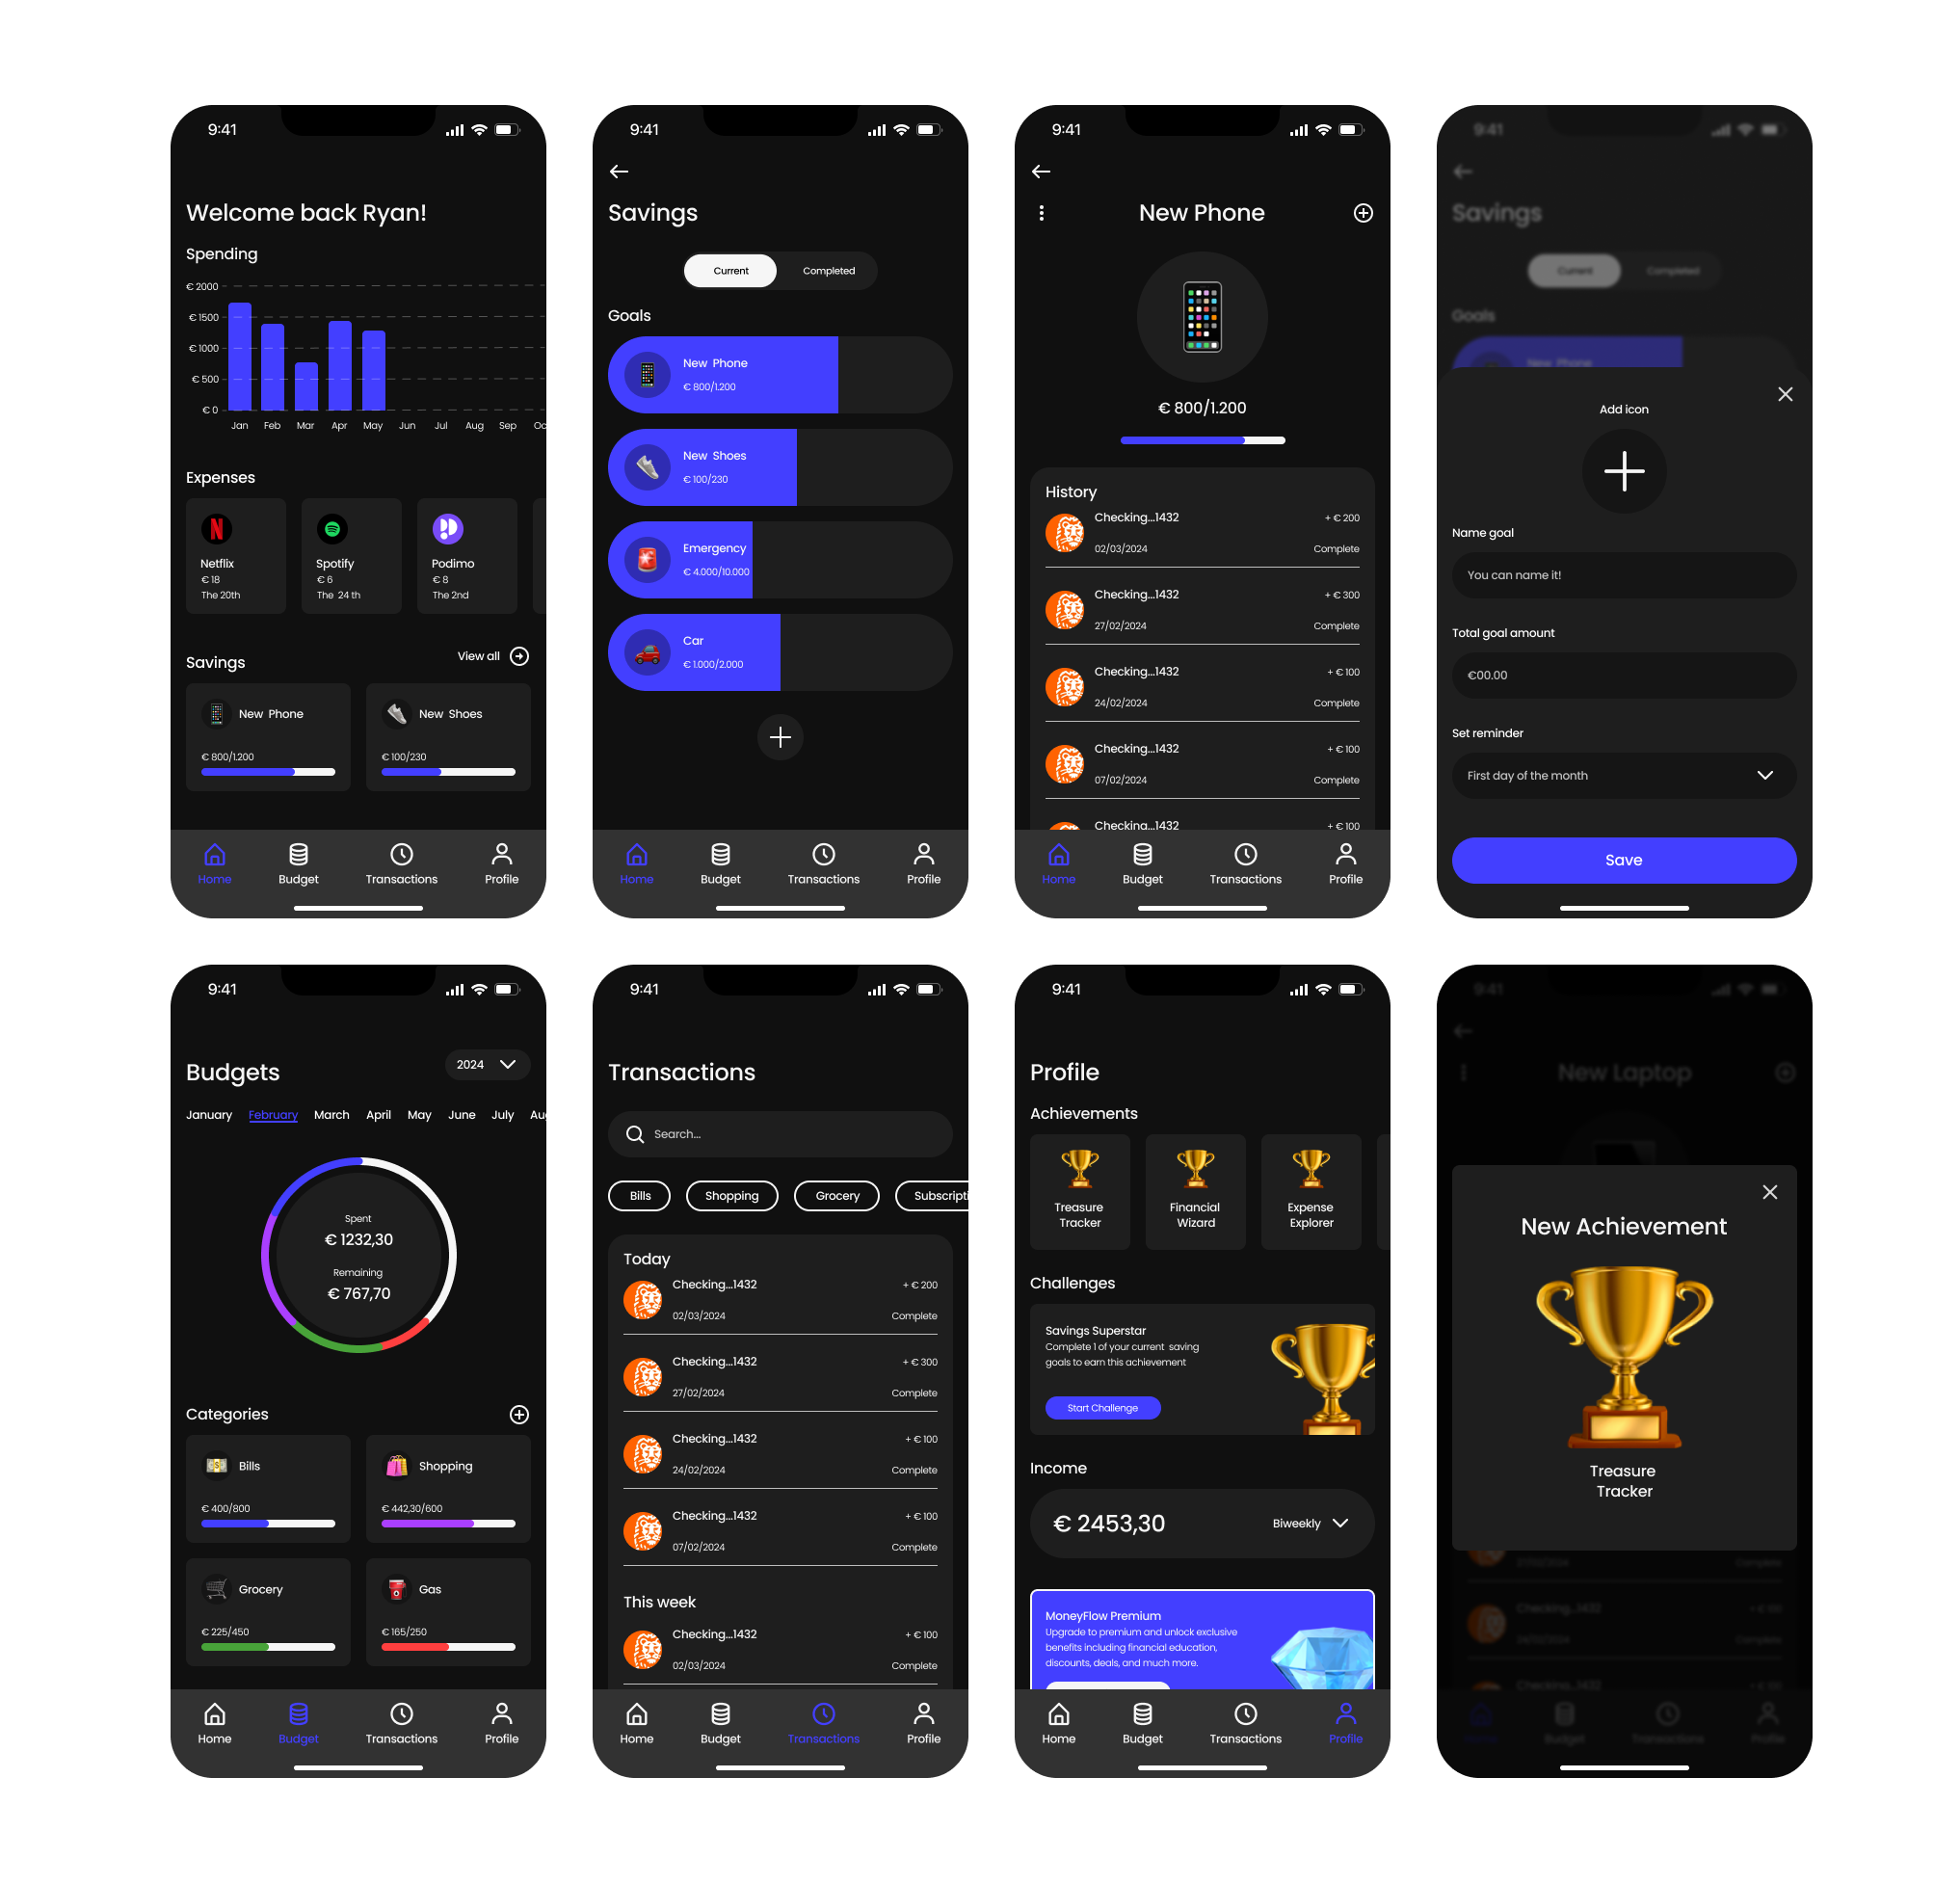 9:41
Welcome back Ryan!
Spending
€ 2000
€ 1500
€ 1000
€ 500
€ 0
Jan Feb Mar Apr May Jun Jul Aug Sep Oc
Expenses
Netflix
€ 18
The 20th
Spotify
€ 6
The 24 th
Podimo
€ 8
The 2nd
Savings
View all
New Phone
€ 800/1.200
New Shoes
€ 100/230
Home Budget Transactions Profile
9:41
Savings
Current Completed
Goals
New Phone
€ 800/1.200
New Shoes
€ 100/230
Emergency
€ 4.000/10.000
Car
€ 1.000/2.000
Home Budget Transactions Profile
9:41
New Phone
€ 800/1.200
History
Checking...1432 + € 200
02/03/2024 Complete
Checking...1432 + € 300
27/02/2024 Complete
Checking...1432 + € 100
24/02/2024 Complete
Checking...1432 + € 100
07/02/2024 Complete
Checking...1432 + € 100
Home Budget Transactions Profile
9:41
Savings
Current Completed
Goals
New Phone
Add icon
Name goal
You can name it!
Total goal amount
€00.00
Set reminder
First day of the month
Save
9:41
Budgets
2024
January February March April May June July Aug
Spent
€ 1232,30
Remaining
€ 767,70
Categories
Bills
€ 400/800
Shopping
€ 442,30/600
Grocery
€ 225/450
Gas
€ 165/250
Home Budget Transactions Profile
9:41
Transactions
Search...
Bills Shopping Grocery Subscripti
Today
Checking...1432 + € 200
02/03/2024 Complete
Checking...1432 + € 300
27/02/2024 Complete
Checking...1432 + € 100
24/02/2024 Complete
Checking...1432 + € 100
07/02/2024 Complete
This week
Checking...1432 + € 100
02/03/2024 Complete
Home Budget Transactions Profile
9:41
Profile
Achievements
Treasure
Tracker
Financial
Wizard
Expense
Explorer
Challenges
Savings Superstar
Complete 1 of your current saving
goals to earn this achievement
Start Challenge
Income
€ 2453,30 Biweekly
MoneyFlow Premium
Upgrade to premium and unlock exclusive
benefits including financial education,
discounts, deals, and much more.
Home Budget Transactions Profile
9:41
New Laptop
New Achievement
Treasure
Tracker
07/02/2024 Complete
Checking...1432
Complete
Checking...1432
Budget Transactions Profile